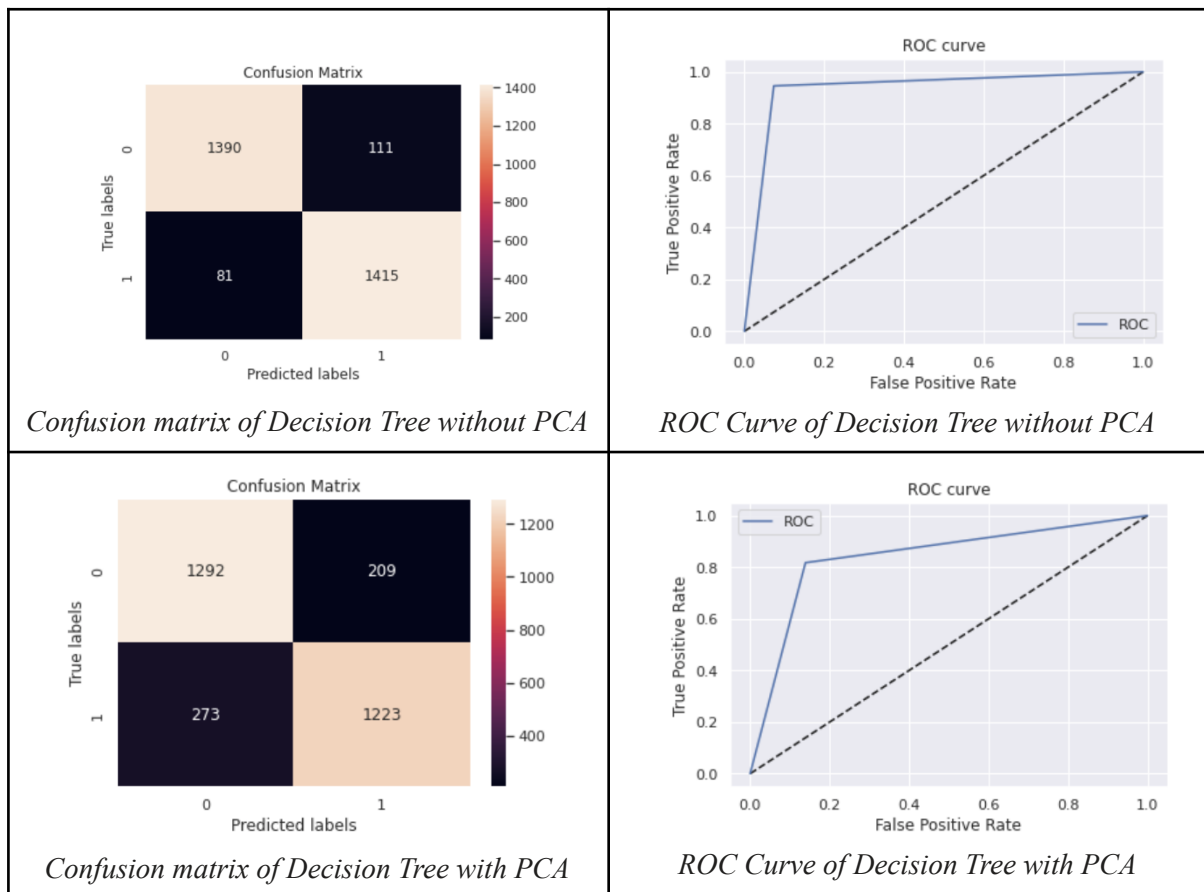 Confusion Matrix
1400
1200
1000
800
600
400
200
True labels
0
1
1390
111
81
1415
0
1
Predicted labels
Confusion matrix of Decision Tree without PCA
ROC curve
1.0
0.8
0.6
0.4
0.2
0.0
True Positive Rate
ROC
0.0
0.2
0.4
0.6
0.8
1.0
False Positive Rate
ROC Curve of Decision Tree without PCA
Confusion Matrix
1200
1000
800
600
400
True labels
0
1
1292
209
273
1223
0
1
Predicted labels
Confusion matrix of Decision Tree with PCA
ROC curve
1.0
0.8
0.6
0.4
0.2
0.0
True Positive Rate
ROC
0.0
0.2
0.4
0.6
0.8
1.0
False Positive Rate
ROC Curve of Decision Tree with PCA